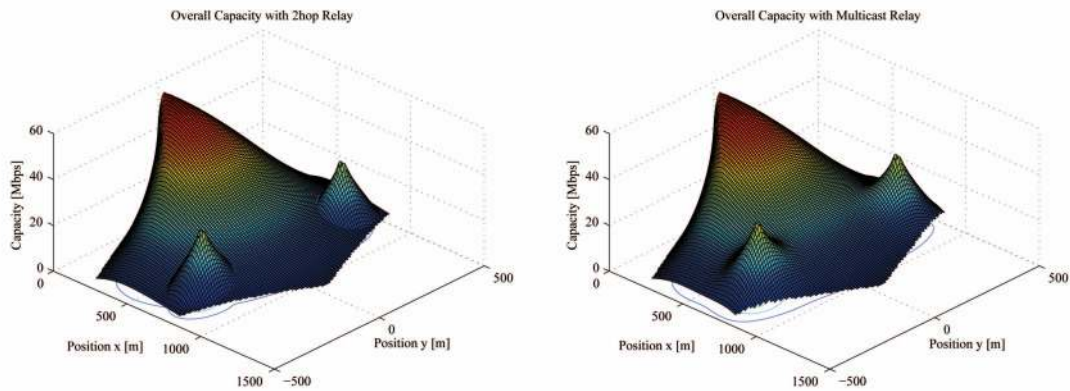 Overall Capacity with 2hop Relay
60
40
20
0
Capacity [Mbps]
0
500
1000
1500
Position x [m]
−500
0
500
Position y [m]
Overall Capacity with Multicast Relay
60
40
20
0
Capacity [Mbps]
0
500
1000
1500
Position x [m]
−500
0
500
Position y [m]